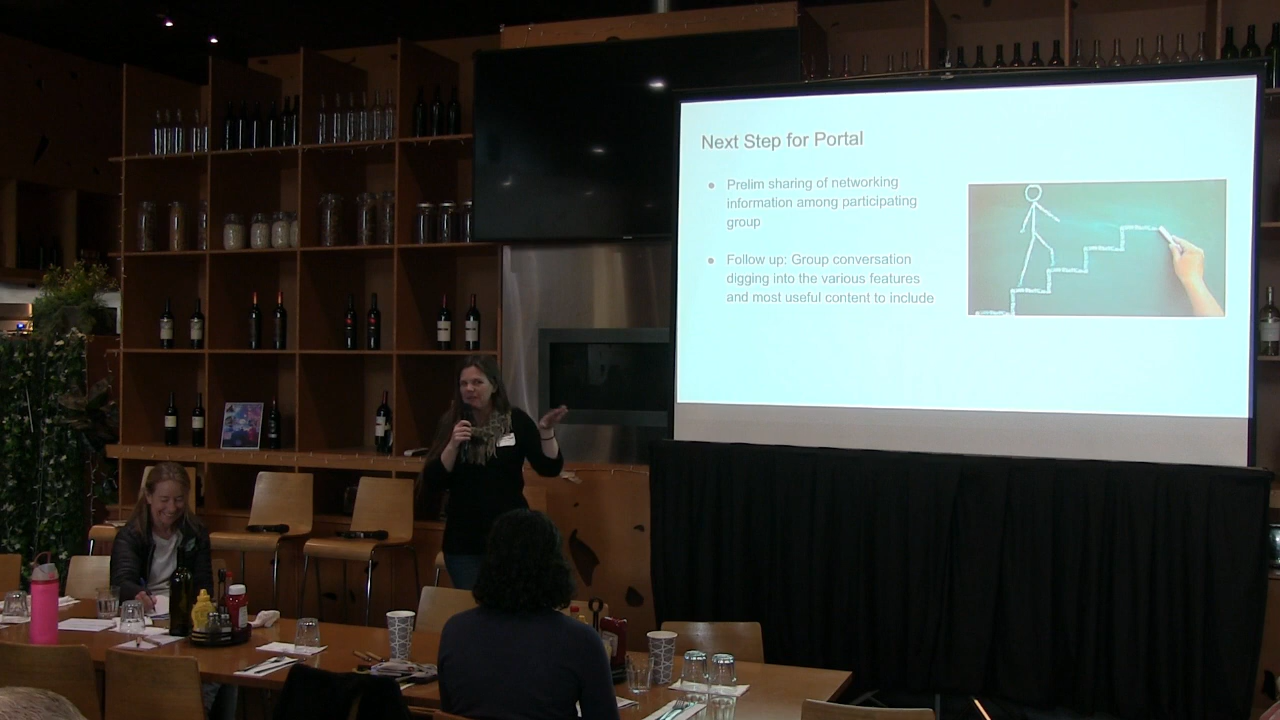 Next Step for Portal
● Prelim sharing of networking
information among participating
group
● Follow up: Group conversation
digging into the various features
and most useful content to include